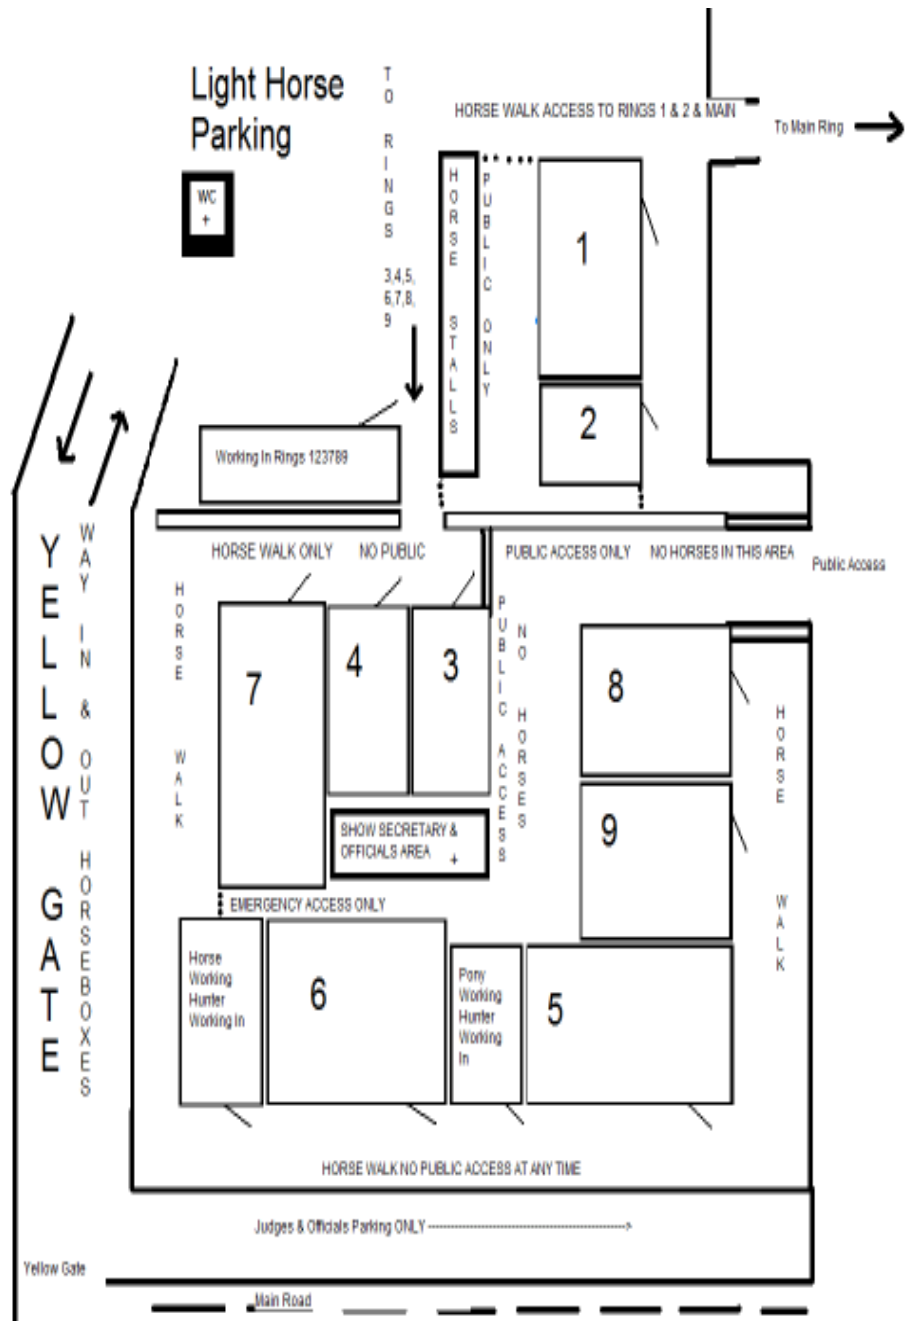 Light Horse
Parking
TO RINGS
3,4,5,
6,7,8,
9
HORSE WALK ACCESS TO RINGS 1 & 2 & MAIN
To Main Ring
WC
+
HORSE STALLS
PUBLIC ONLY
1
2
Working In Rings 123789
YELLOW GATE
WAY IN & OUT HORSEBOXES
HORSE WALK ONLY NO PUBLIC
PUBLIC ACCESS ONLY NO HORSES IN THIS AREA
Public Access
HORSE WALK
7
4
3
PUBLIC ACCESS
NO HORSES
8
HORSE WALK
9
SHOW SECRETARY &
OFFICIALS AREA +
EMERGENCY ACCESS ONLY
Horse
Working
Hunter
Working In
6
Pony
Working
Hunter
Working
In
5
HORSE WALK NO PUBLIC ACCESS AT ANY TIME
Judges & Officials Parking ONLY
Yellow Gate
Main Road